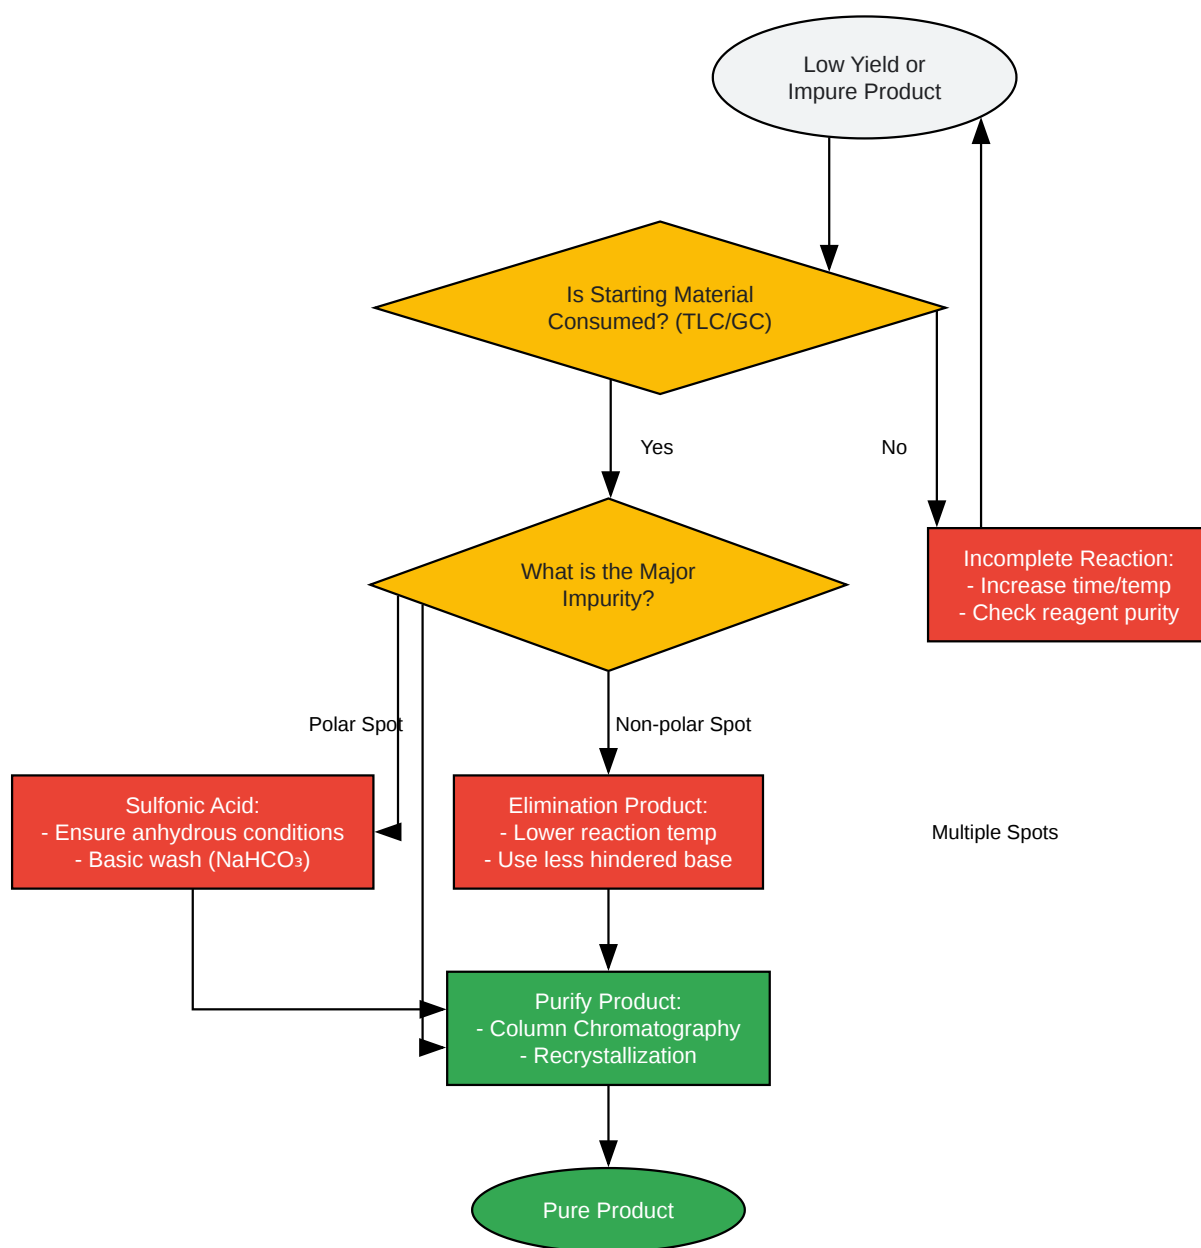 Low Yield or
Impure Product
Is Starting Material
Consumed? (TLC/GC)
Yes
No
What is the Major
Impurity?
Incomplete Reaction:
- Increase time/temp
- Check reagent purity
Polar Spot
Non-polar Spot
Sulfonic Acid:
- Ensure anhydrous conditions
- Basic wash (NaHCO₃)
Elimination Product:
- Lower reaction temp
- Use less hindered base
Multiple Spots
Purify Product:
- Column Chromatography
- Recrystallization
Pure Product